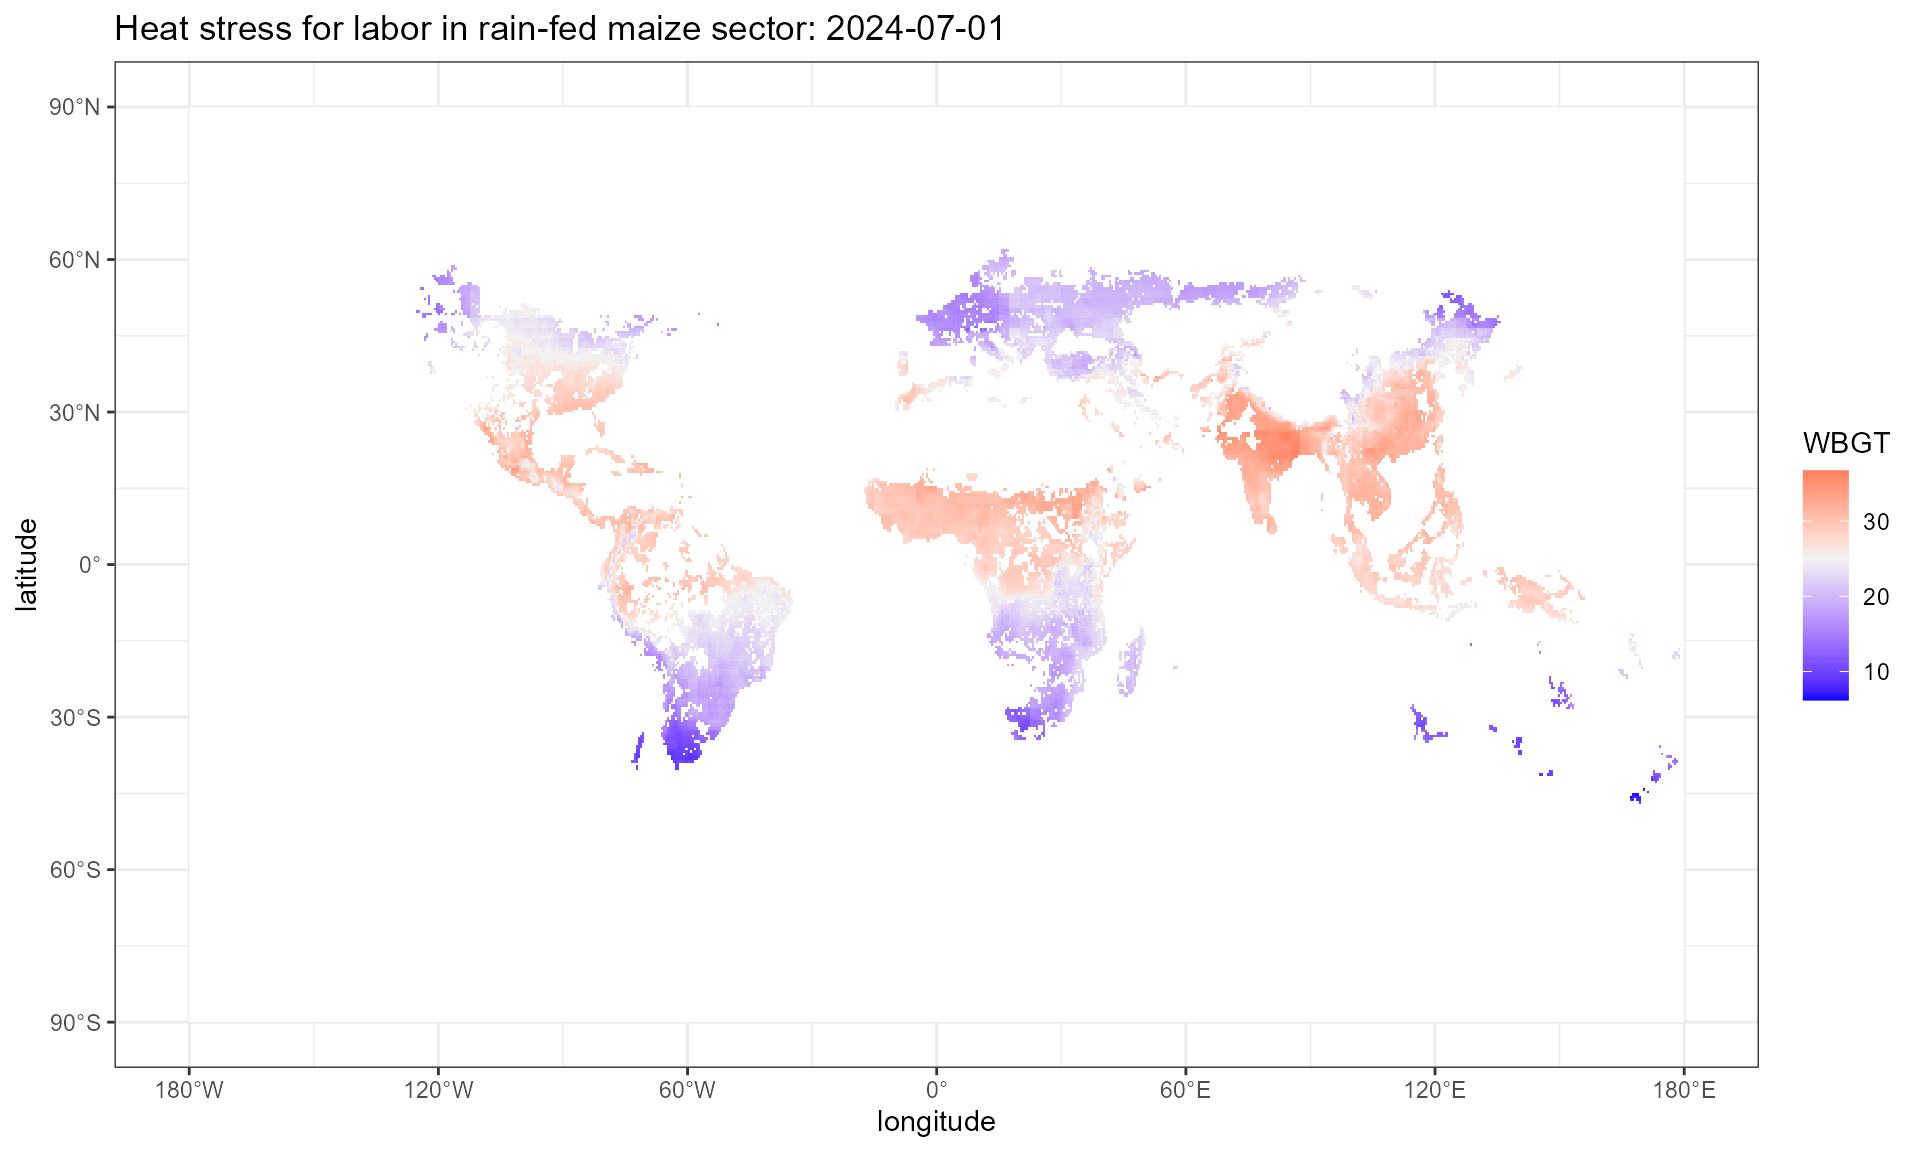 Heat stress for labor in rain-fed maize sector: 2024-07-01
90°N
60°N
30°N
0°
30°S
60°S
90°S
latitude
180°W
120°W
60°W
0°
60°E
120°E
180°E
longitude
WBGT
30
20
10